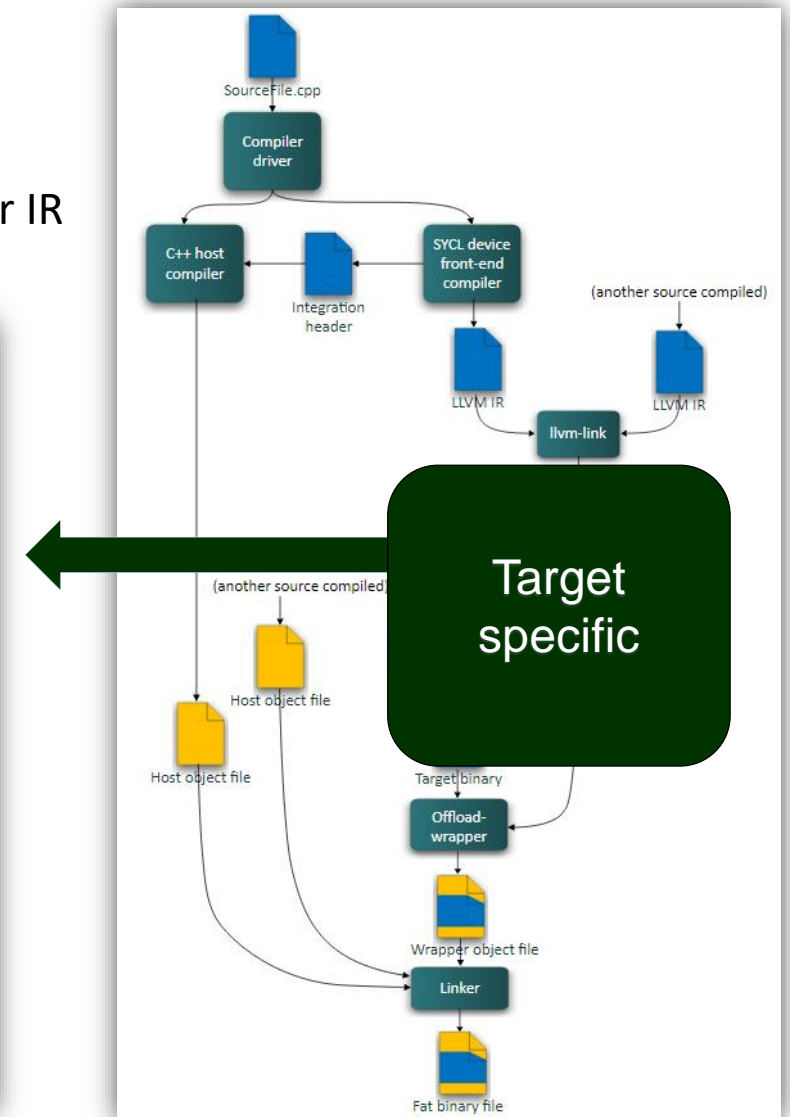 SourceFile.cpp
Compiler
driver
r IR
C++ host
compiler
SYCL device
front-end
compiler
Integration
header
(another source compiled)
LLVM IR
LLVM IR
llvm-link
Target
specific
(another source compiled)
Host object file
Host object file
Target binary
Offload-
wrapper
Wrapper object file
Linker
Fat binary file